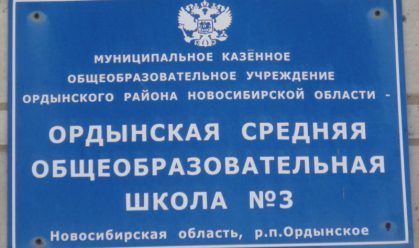 МУНИЦИПАЛЬНОЕ КАЗЁННОЕ
ОБЩЕОБРАЗОВАТЕЛЬНОЕ УЧРЕЖДЕНИЕ
ОРДЫНСКОГО РАЙОНА НОВОСИБИРСКОЙ ОБЛАСТИ -
ОРДЫНСКАЯ СРЕДНЯЯ
ОБЩЕОБРАЗОВАТЕЛЬНАЯ
ШКОЛА №3
Новосибирская область, р.п.Ордынское